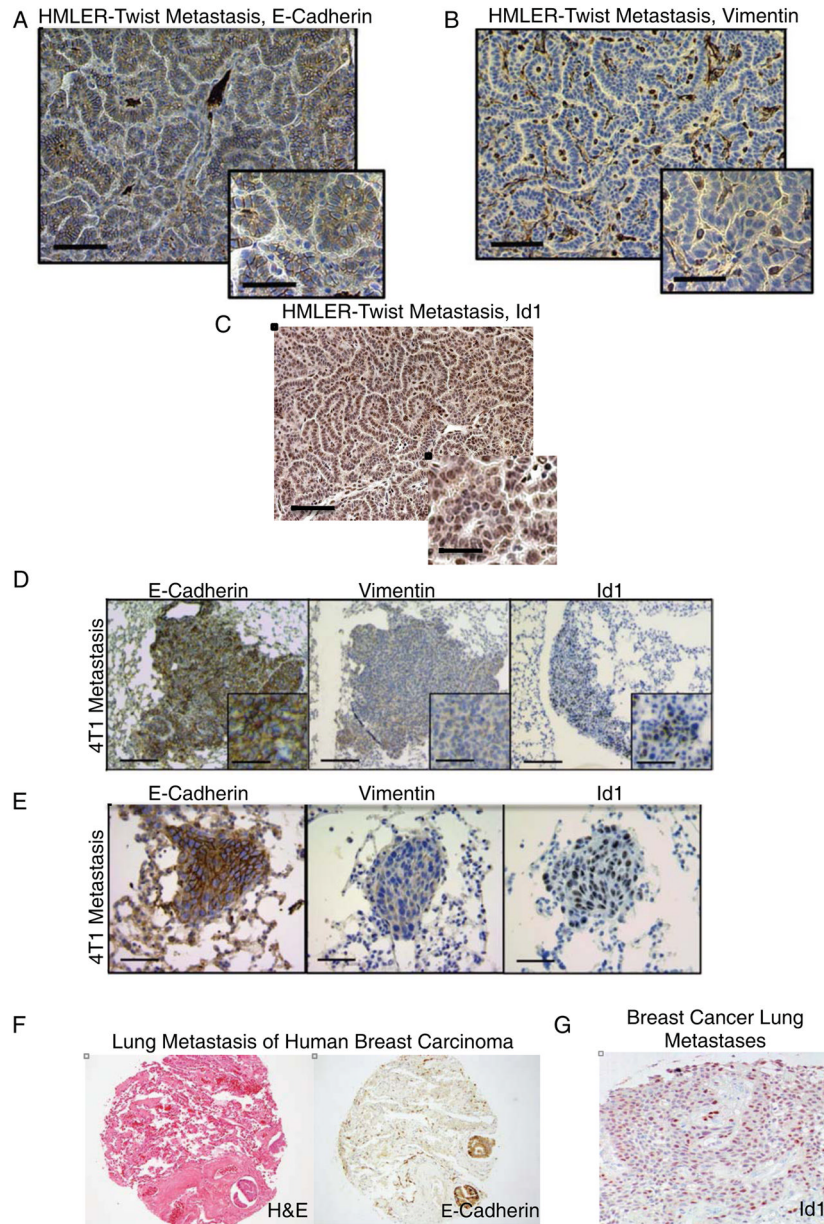 A
HMLER-Twist Metastasis, E-Cadherin
B
HMLER-Twist Metastasis, Vimentin
C
HMLER-Twist Metastasis, Id1
D
E-Cadherin
Vimentin
Id1
4T1 Metastasis
E
E-Cadherin
Vimentin
Id1
4T1 Metastasis
F
Lung Metastasis of Human Breast Carcinoma
H&E
E-Cadherin
G
Breast Cancer Lung
Metastases
Id1